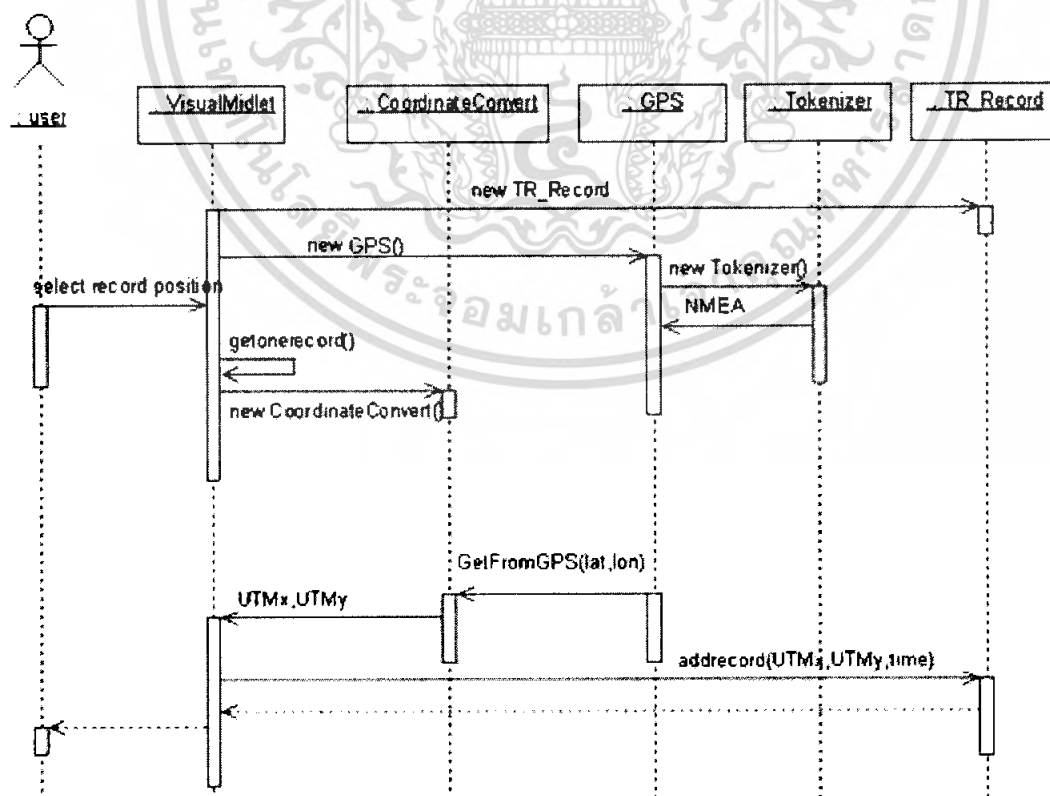 : user
: VisualMidlet
: CoordinateConvert
: GPS
: Tokenizer
: TR_Record
new TR_Record
new GPS()
new Tokenizer()
select record position
NMEA
getonerecord()
new CoordinateConvert()
GetFromGPS(lat,lon)
UTMx,UTMy
addrecord(UTMx,UTMy,time)